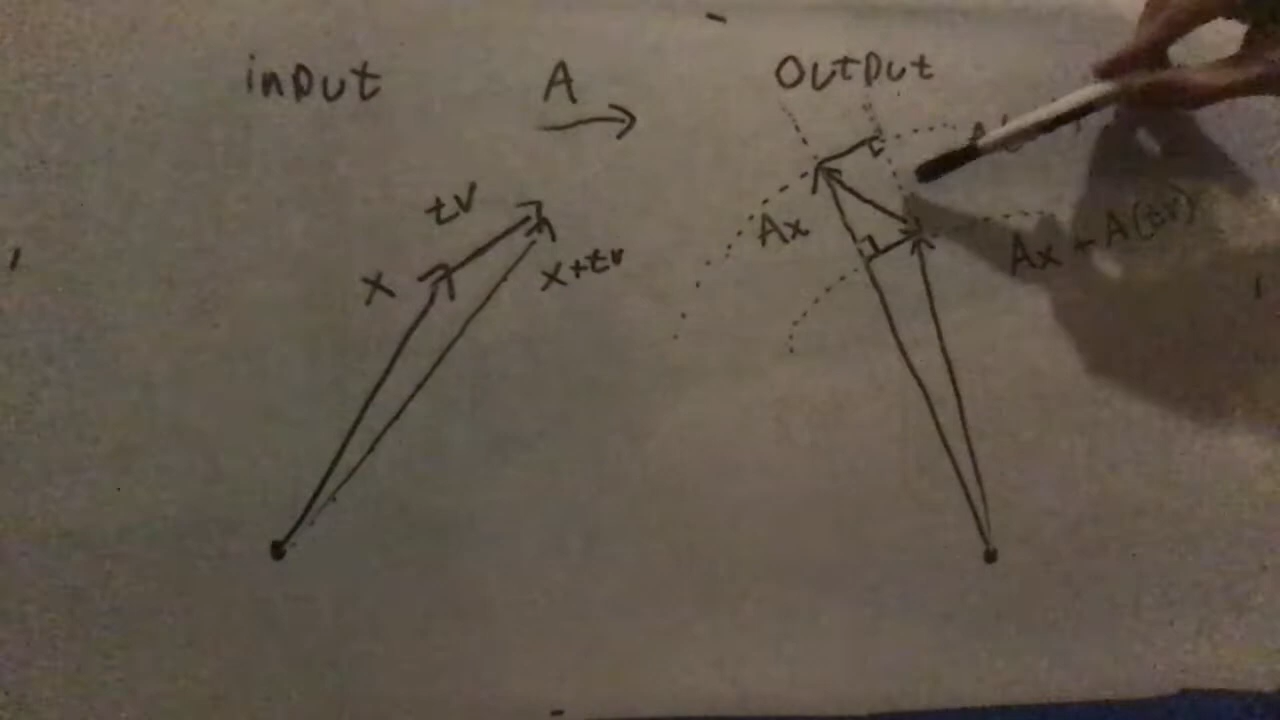 input
A
output
tv
x
x+tv
Ax
Ax - A(tv)